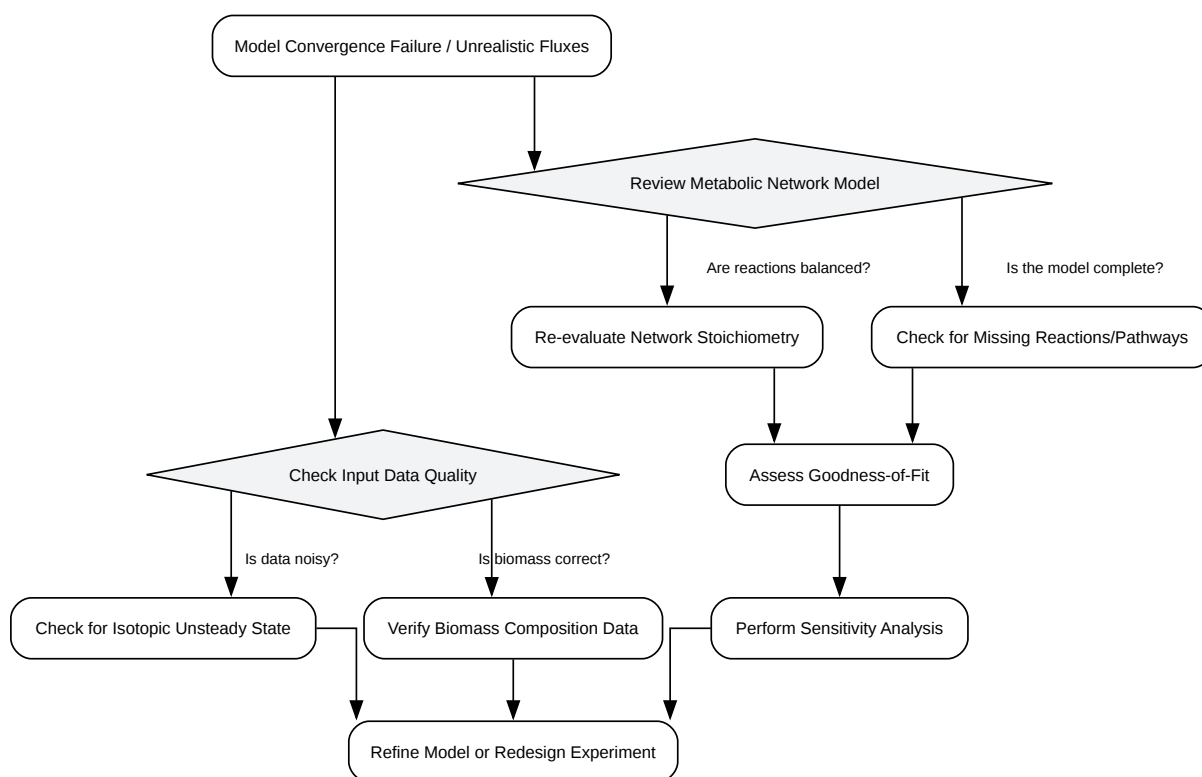 Model Convergence Failure / Unrealistic Fluxes
Review Metabolic Network Model
Are reactions balanced?
Is the model complete?
Re-evaluate Network Stoichiometry
Check for Missing Reactions/Pathways
Check Input Data Quality
Assess Goodness-of-Fit
Is data noisy?
Is biomass correct?
Check for Isotopic Unsteady State
Verify Biomass Composition Data
Perform Sensitivity Analysis
Refine Model or Redesign Experiment